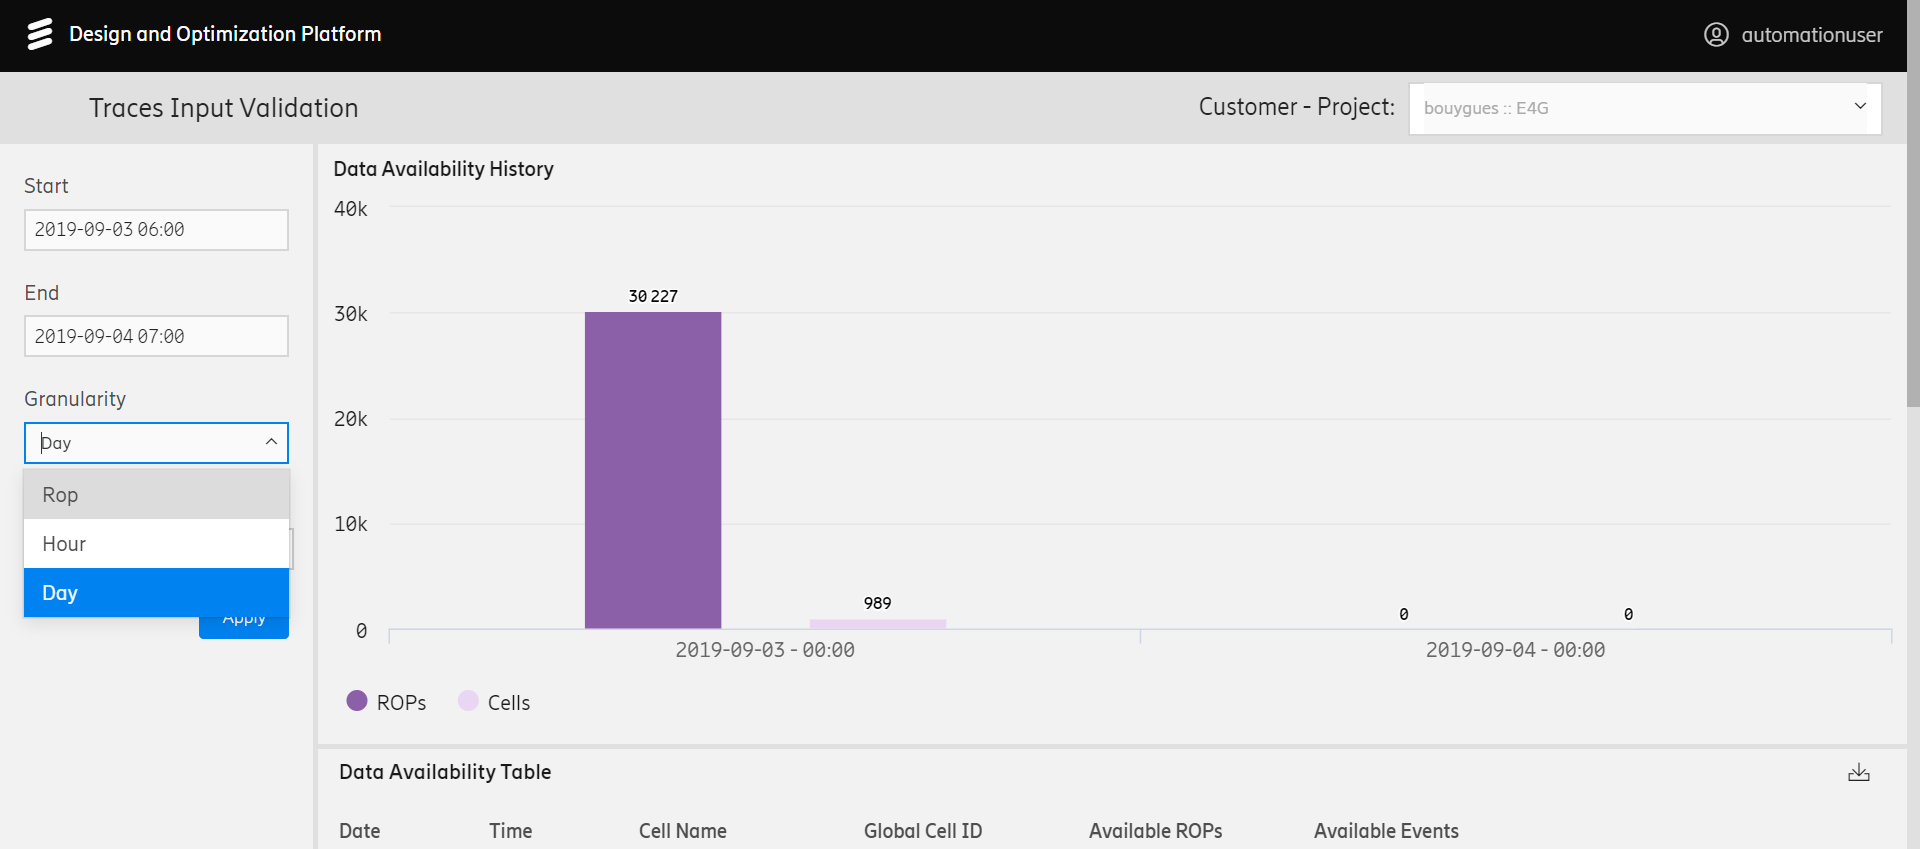 Design and Optimization Platform
automationuser
Traces Input Validation
Customer - Project:
bouygues :: E4G
Start
2019-09-03 06:00
End
2019-09-04 07:00
Granularity
Day
Rop
Hour
Day
Apply
Data Availability History
40k
30k
20k
10k
0
30 227
989
0
0
2019-09-03 - 00:00
2019-09-04 - 00:00
ROPs
Cells
Data Availability Table
Date Time Cell Name Global Cell ID Available ROPs Available Events